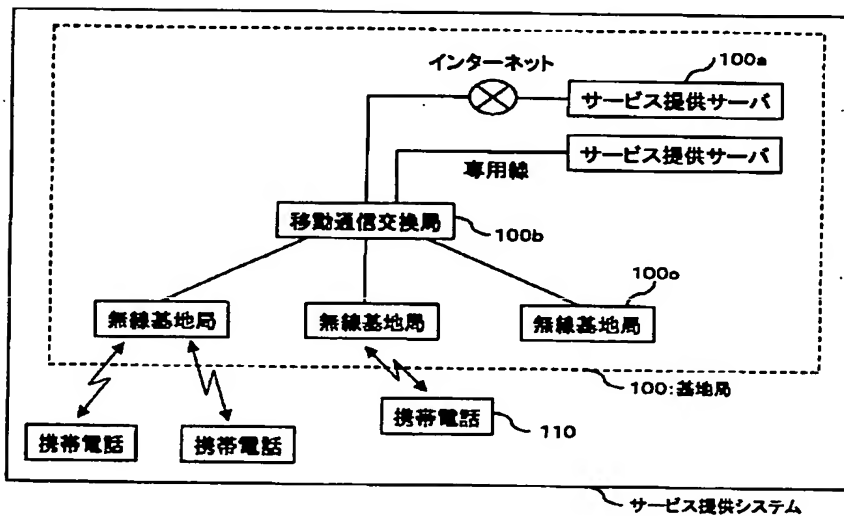 インターネット
100a
サービス提供サーバ
サービス提供サーバ
専用線
移動通信交換局
100b
100c
無線基地局
無線基地局
無線基地局
100:基地局
携帯電話
110
携帯電話
携帯電話
サービス提供システム